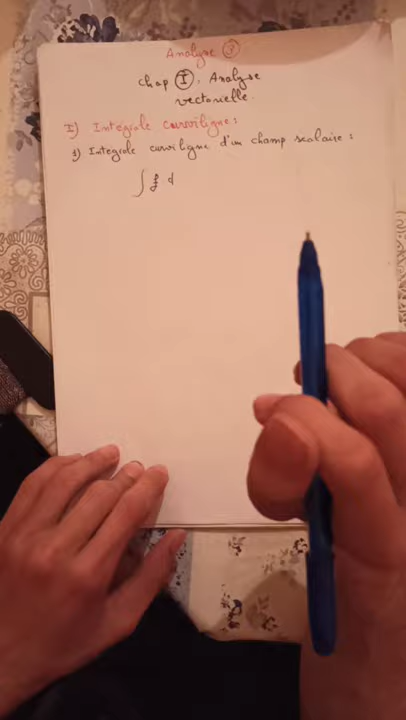 Analyse ③
Chap Ⅰ, Analyse
vectorielle.
I) Integrale curviligne :
1) Integrale curviligne d'un champ scalaire :
∫ f d